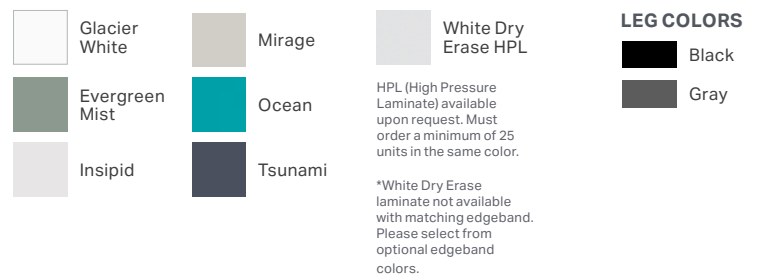 Glacier
White
Evergreen
Mist
Insipid
Mirage
Ocean
Tsunami
White Dry
Erase HPL
HPL (High Pressure
Laminate) available
upon request. Must
order a minimum of 25
units in the same color.
*White Dry Erase
laminate not available
with matching edgeband.
Please select from
optional edgeband
colors.
LEG COLORS
Black
Gray